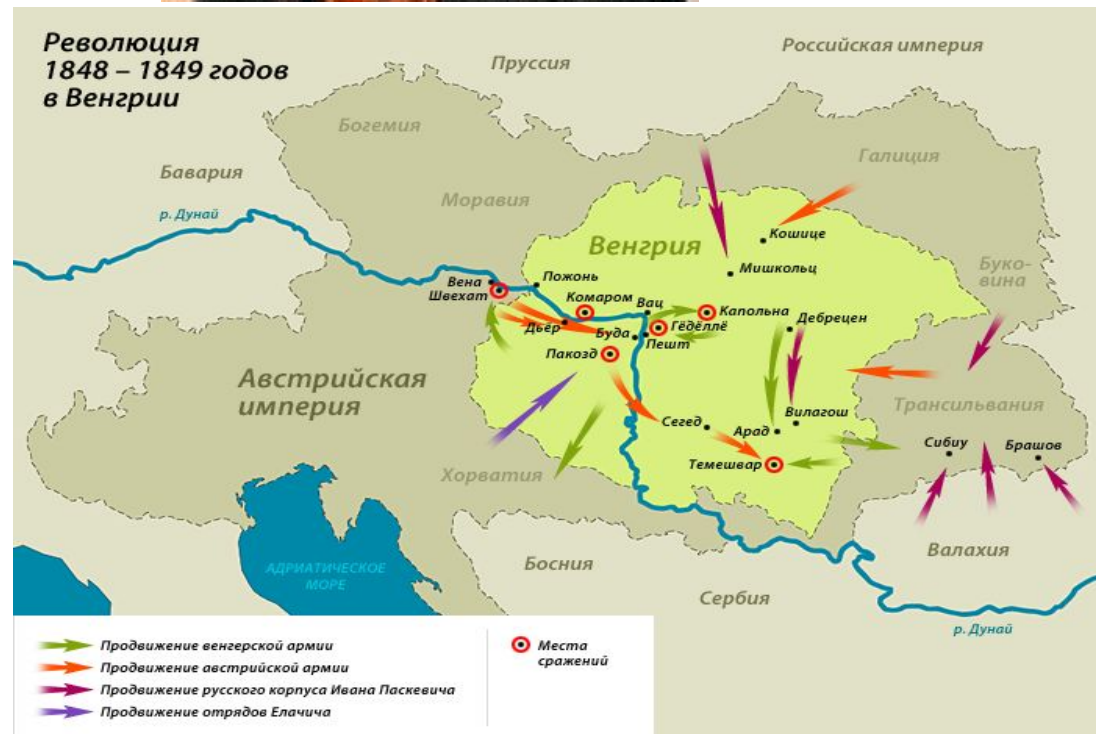 Революция
1848 – 1849 годов
в Венгрии
Пруссия
Российская империя
Богемия
Галиция
Бавария
Моравия
р. Дунай
Венгрия
Кошице
Мишкольц
Буко-
вина
Вена
Швехат
Пожонь
Комаром
Вац
Капольна
Дебрецен
Дьёр
Буда
Гёдёллё
Пешт
Пакозд
Австрийская
империя
Трансильвания
Сегед
Арад
Вилагош
Сибиу
Брашов
Темешвар
Хорватия
Валахия
Босния
АДРИАТИЧЕСКОЕ
МОРЕ
Сербия
р. Дунай
Продвижение венгерской армии
Продвижение австрийской армии
Продвижение русского корпуса Ивана Паскевича
Продвижение отрядов Елачича
Места
сражений